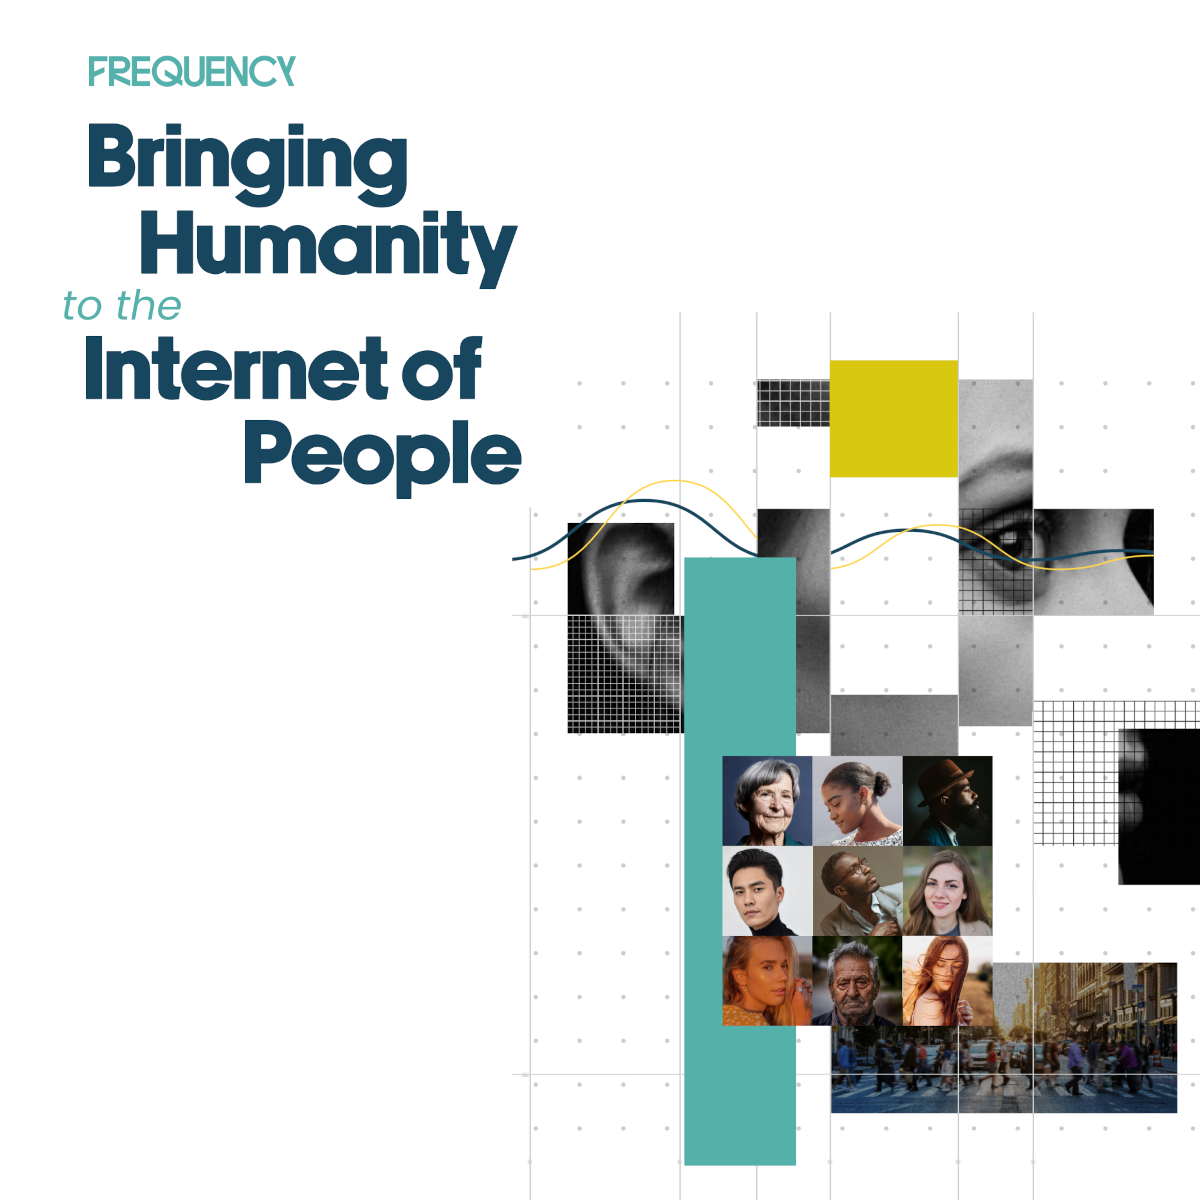 FREQUENCY
Bringing
Humanity
to the
Internet of
People